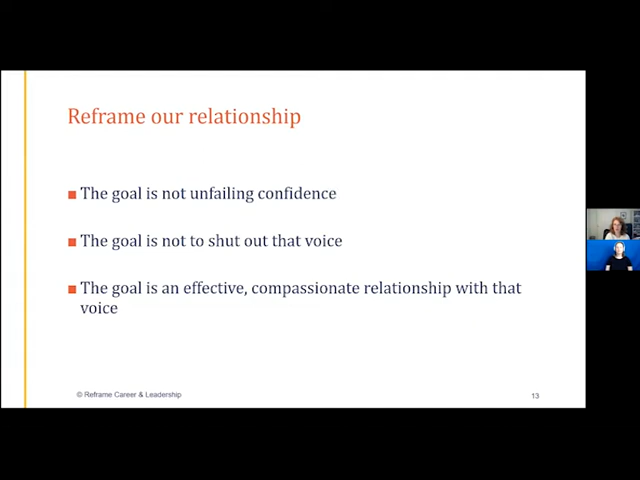 Reframe our relationship
■ The goal is not unfailing confidence
■ The goal is not to shut out that voice
■ The goal is an effective, compassionate relationship with that
voice
© Reframe Career & Leadership
13